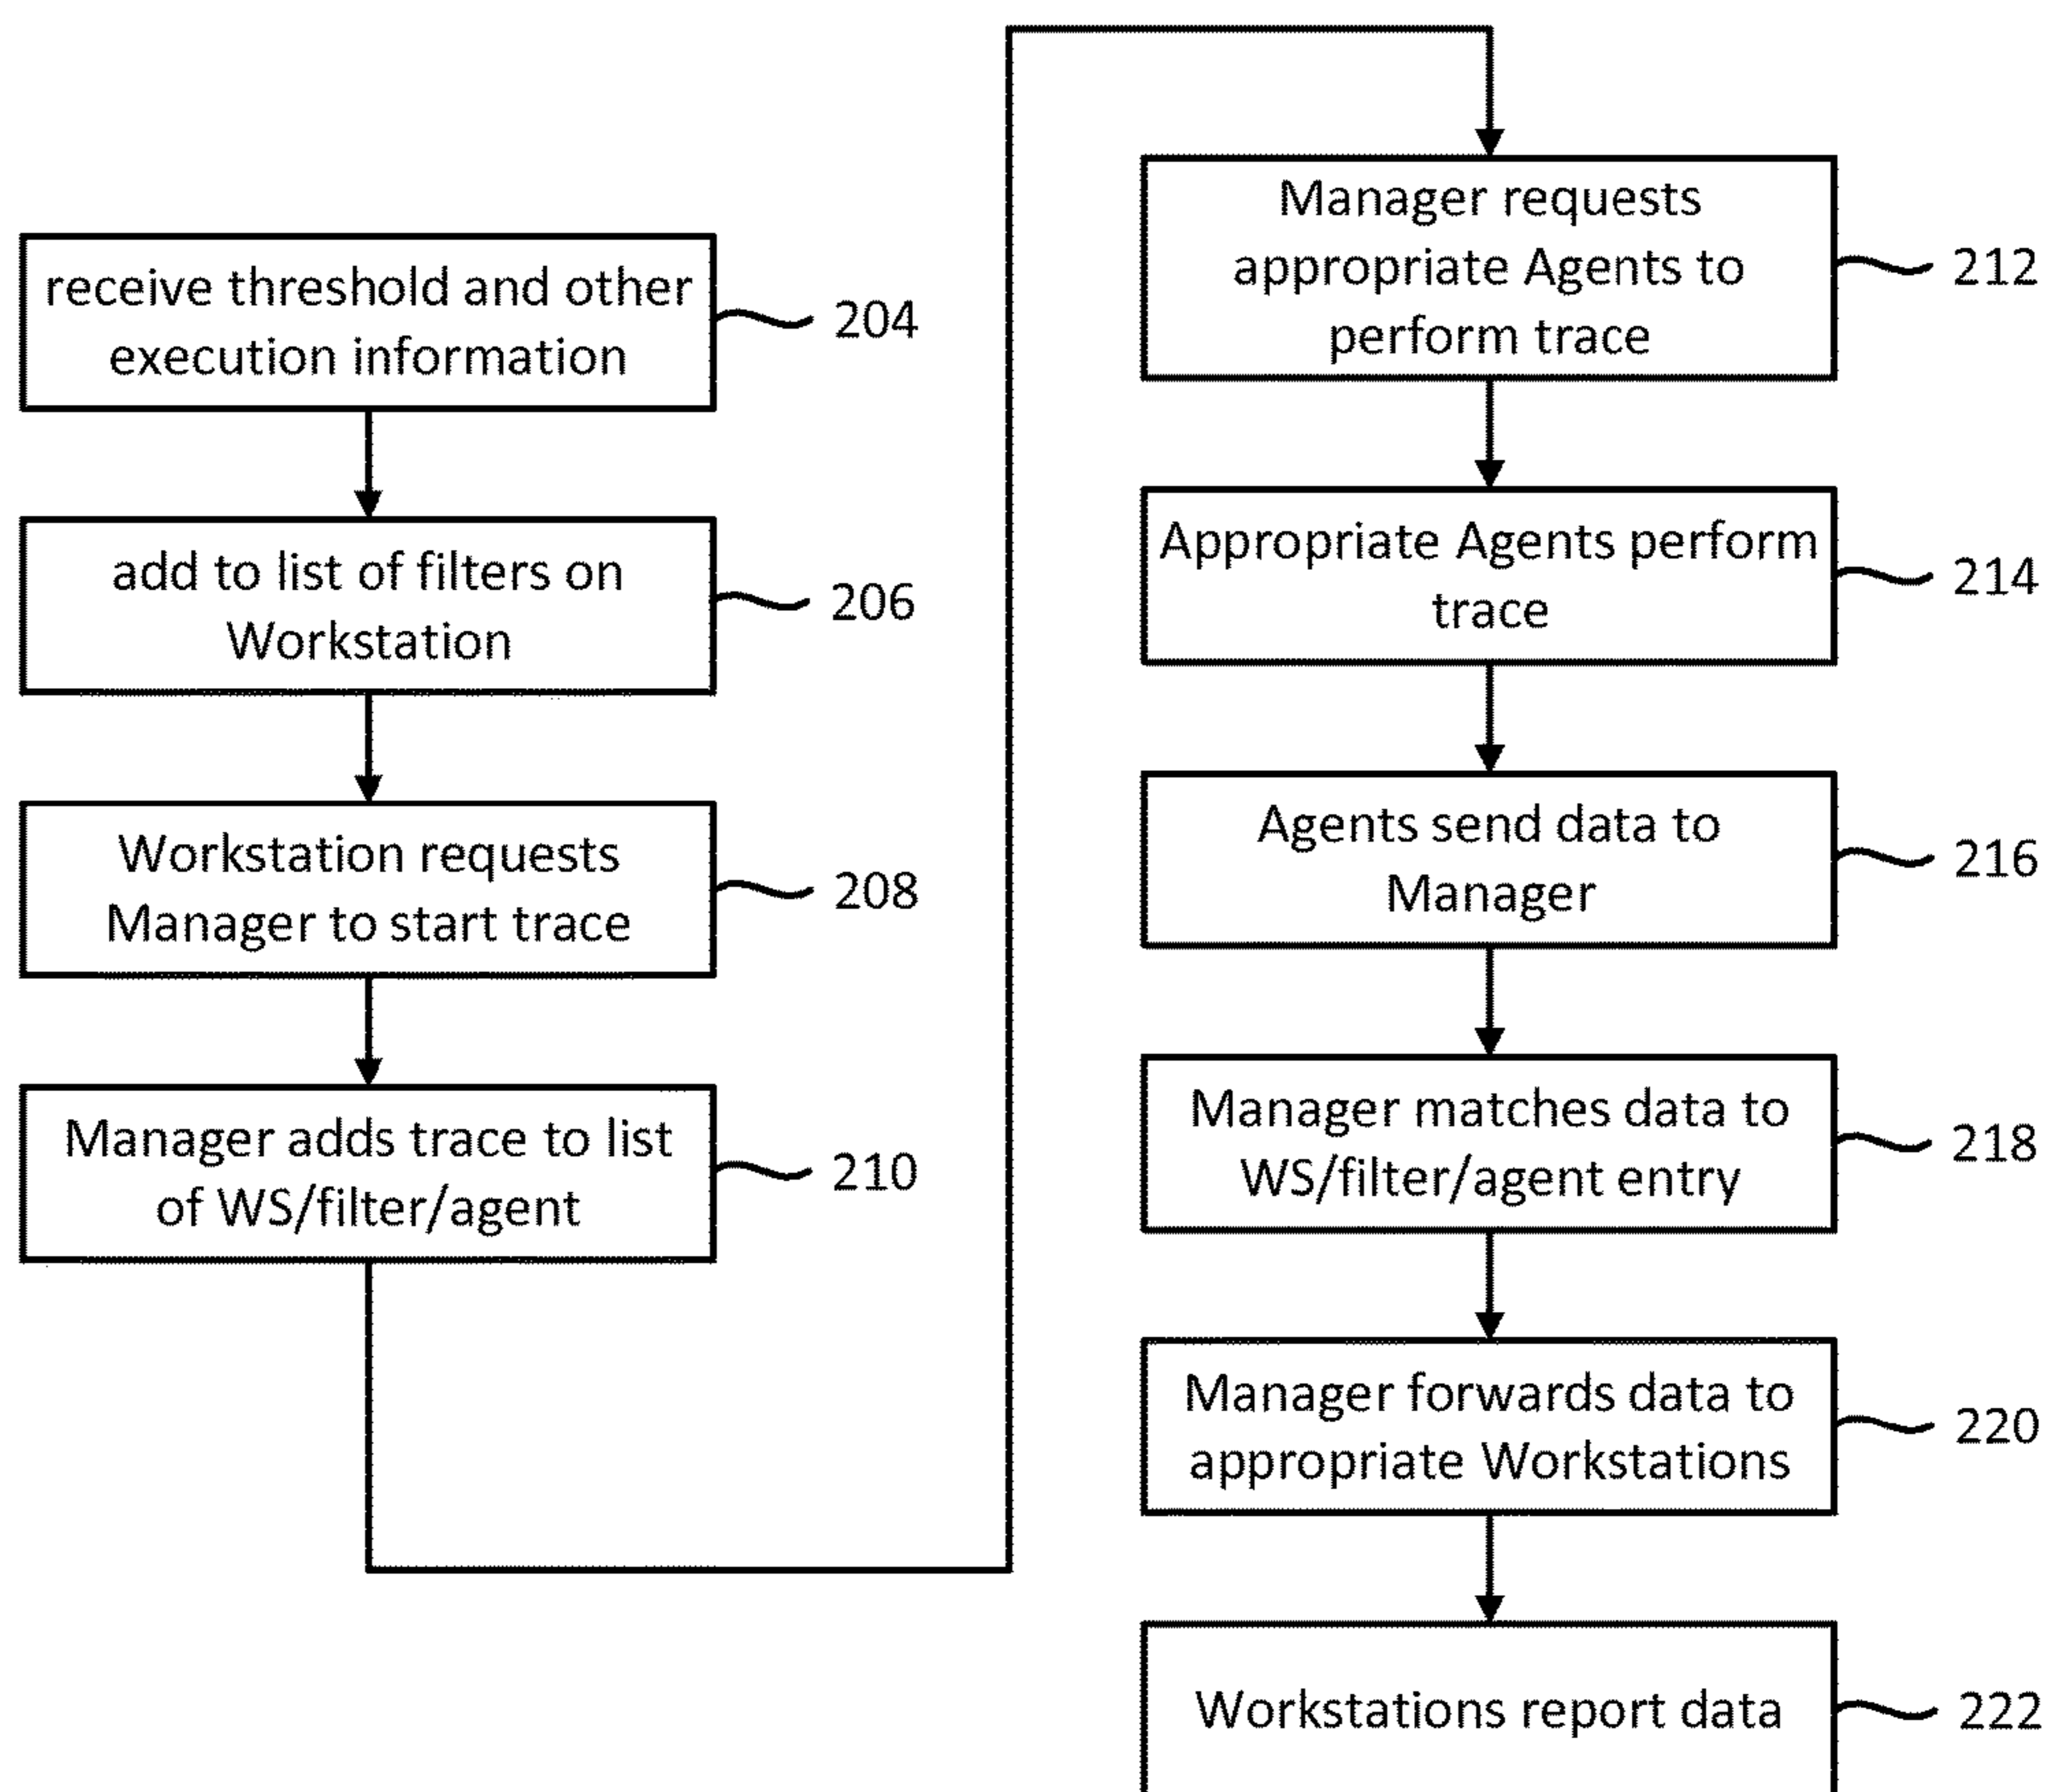 receive threshold and other
execution information
204
add to list of filters on
Workstation
206
Workstation requests
Manager to start trace
208
Manager adds trace to list
of WS/filter/agent
210
Manager requests
appropriate Agents to
perform trace
212
Appropriate Agents perform
trace
214
Agents send data to
Manager
216
Manager matches data to
WS/filter/agent entry
218
Manager forwards data to
appropriate Workstations
220
Workstations report data
222